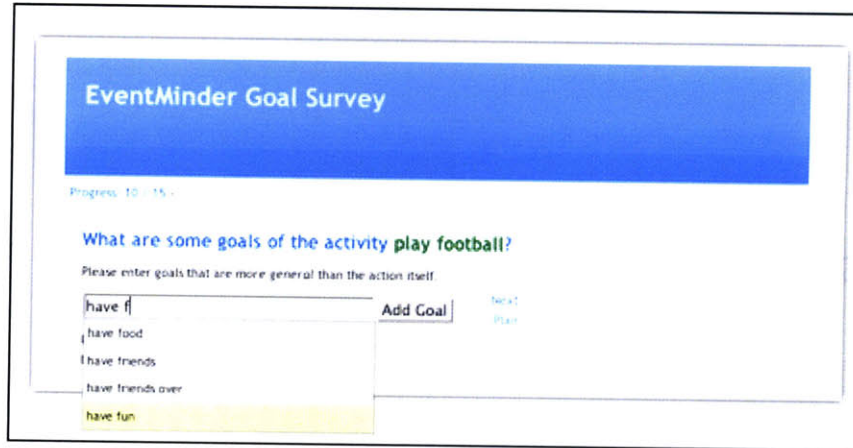 EventMinder Goal Survey
Progress: 10 - 15 -
What are some goals of the activity play football?
Please enter goals that are more general than the action itself.
have f Add Goal Next
Plan
have food
have friends
have friends over
have fun